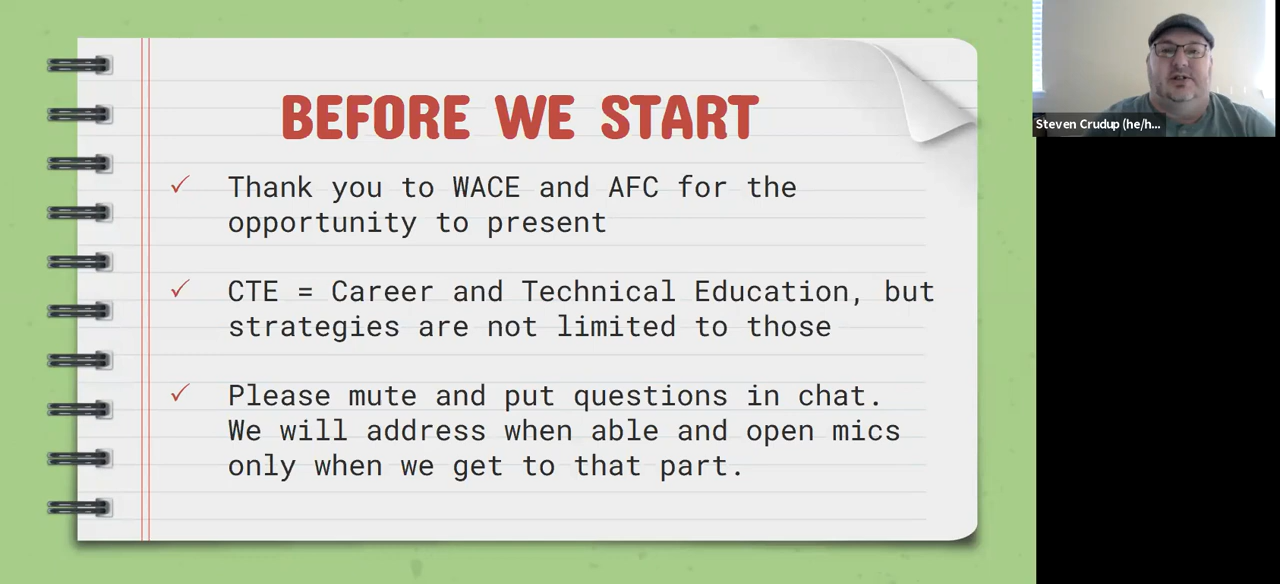 BEFORE WE START
✓ Thank you to WACE and AFC for the
opportunity to present
✓ CTE = Career and Technical Education, but
strategies are not limited to those
✓ Please mute and put questions in chat.
We will address when able and open mics
only when we get to that part.
Steven Crudup (he/h...